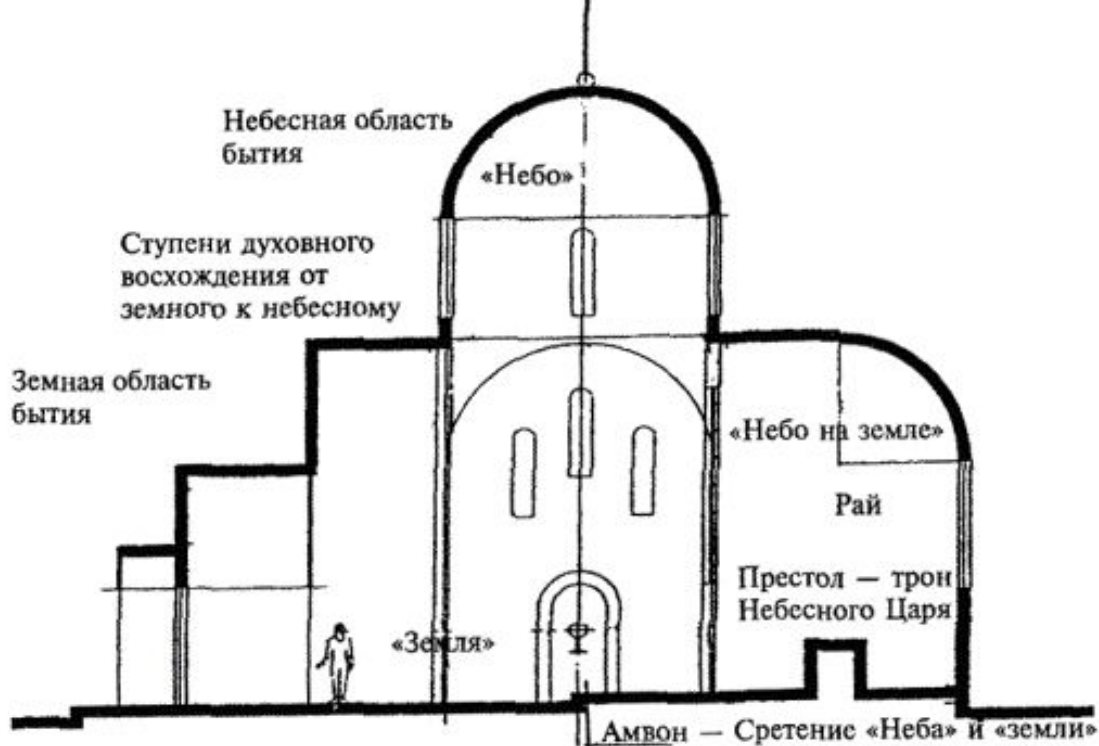 Небесная область
бытия
«Небо»
Ступени духовного
восхождения от
земного к небесному
Земная область
бытия
«Небо на земле»
Рай
Престол — трон
Небесного Царя
«Земля»
Амвон — Сретение «Неба» и «земли»